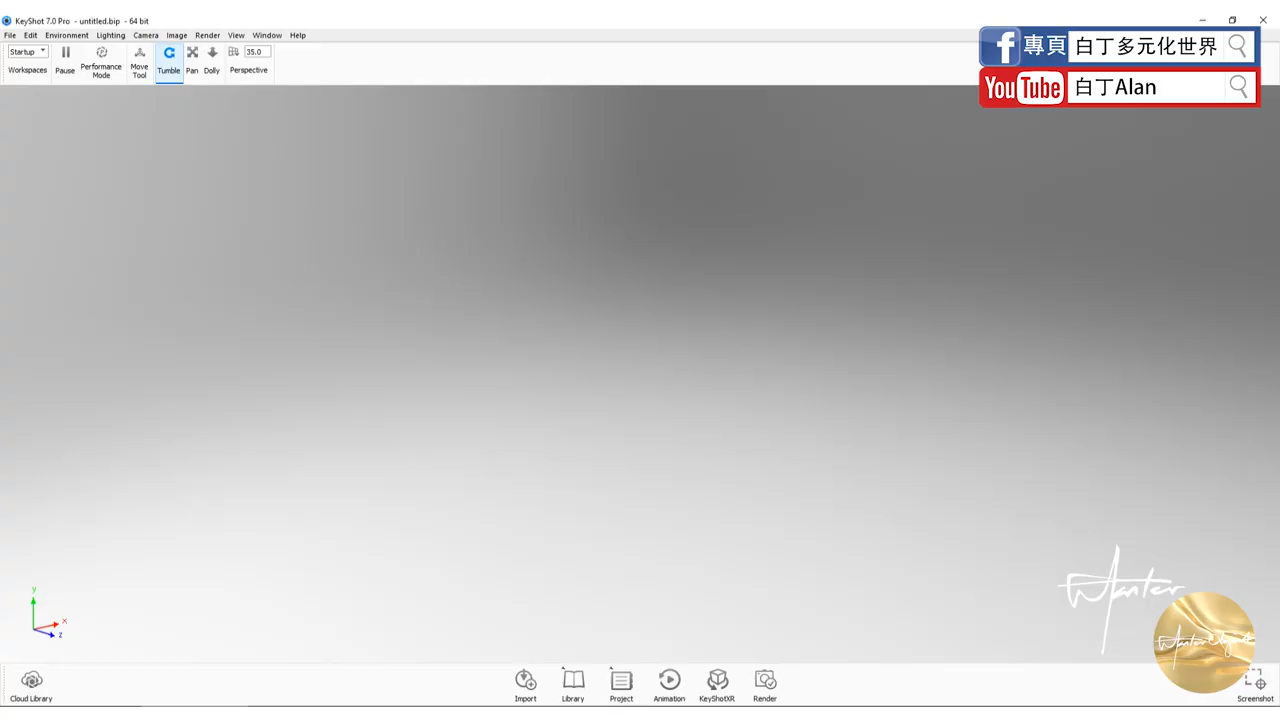 KeyShot 7.0 Pro - untitled.bip - 64 bit
File Edit Environment Lighting Camera Image Render View Window Help
Startup
Workspaces
Pause
Performance
Mode
Move
Tool
Tumble
Pan
Dolly
35.0
Perspective
f 專頁 白丁多元化世界
YouTube 白丁Alan
y
x
z
Cloud Library
Import
Library
Project
Animation
KeyShotXR
Render
Screenshot